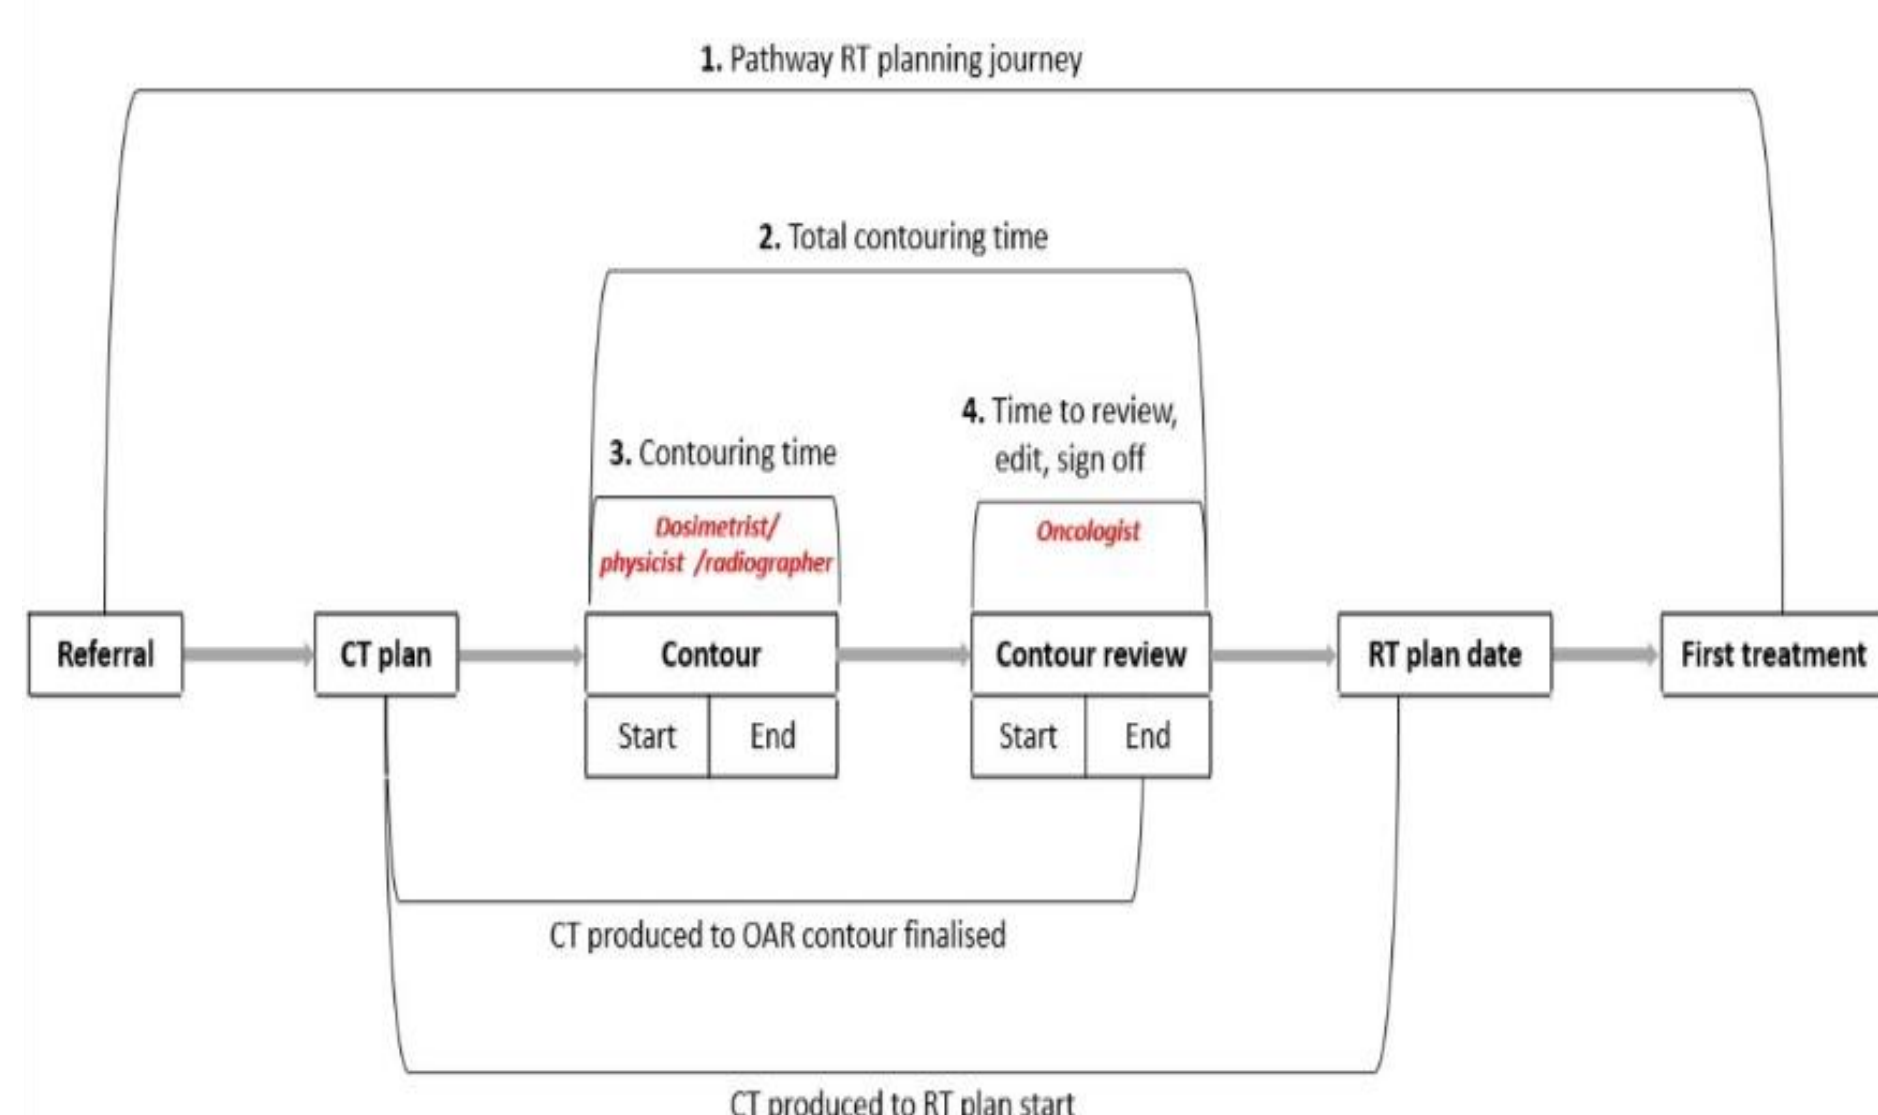 1. Pathway RT planning journey
2. Total contouring time
4. Time to review,
edit, sign off
3. Contouring time
Dosimetrist/
physicist /radiographer
Oncologist
Referral
CT plan
Contour
Contour review
RT plan date
First treatment
Start
End
Start
End
CT produced to OAR contour finalised
CT produced to RT plan start